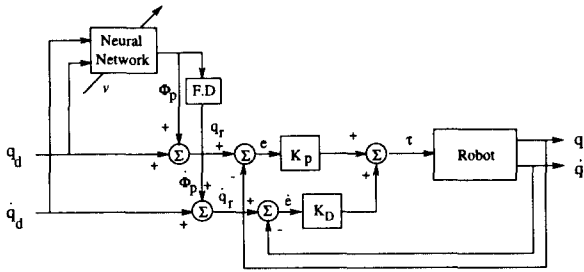 Neural
Network
v
Φp
F.D
+
qr
+
e
Kp
+
τ
Robot
q
qd
+
Σ
Σ
Σ
q̇
-
+
Φ̇p
+
q̇r
+
ė
KD
q̇d
+
Σ
Σ
-